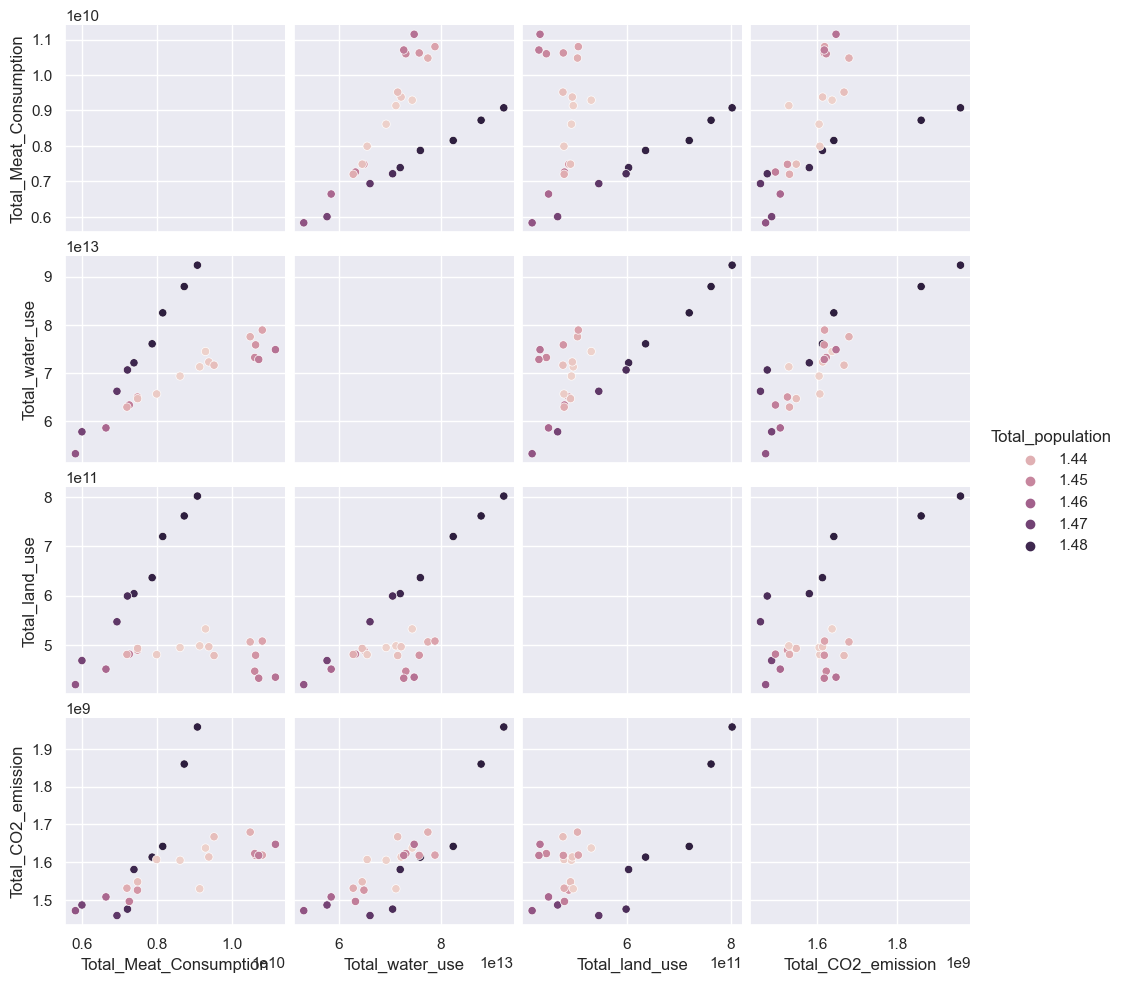 1e10
1.1
1.0
0.9
0.8
0.7
0.6
Total_Meat_Consumption
1e13
9
8
7
6
Total_water_use
1e11
8
7
6
5
Total_land_use
1e9
1.9
1.8
1.7
1.6
1.5
Total_CO2_emission
0.6 0.8 1.0
Total_Meat_Consumption 1e10
6 8
Total_water_use 1e13
6 8
Total_land_use 1e11
1.6 1.8
Total_CO2_emission 1e9
Total_population
1.44
1.45
1.46
1.47
1.48